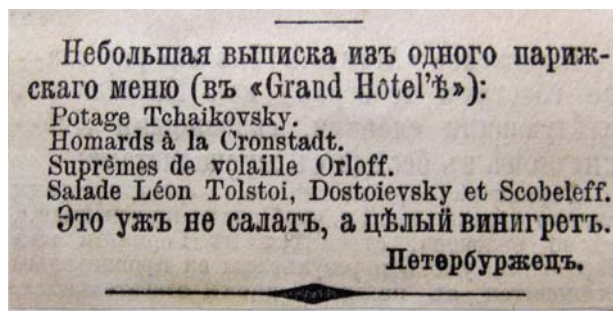 Небольшая выписка изъ одного париж-
скаго меню (въ «Grand Hôtel'ѣ»):
Potage Tchaikovsky.
Homards à la Cronstadt.
Suprêmes de volaille Orloff.
Salade Léon Tolstoi, Dostoievsky et Scobeleff.
Это ужъ не салатъ, а цѣлый винигретъ.
Петербуржецъ.